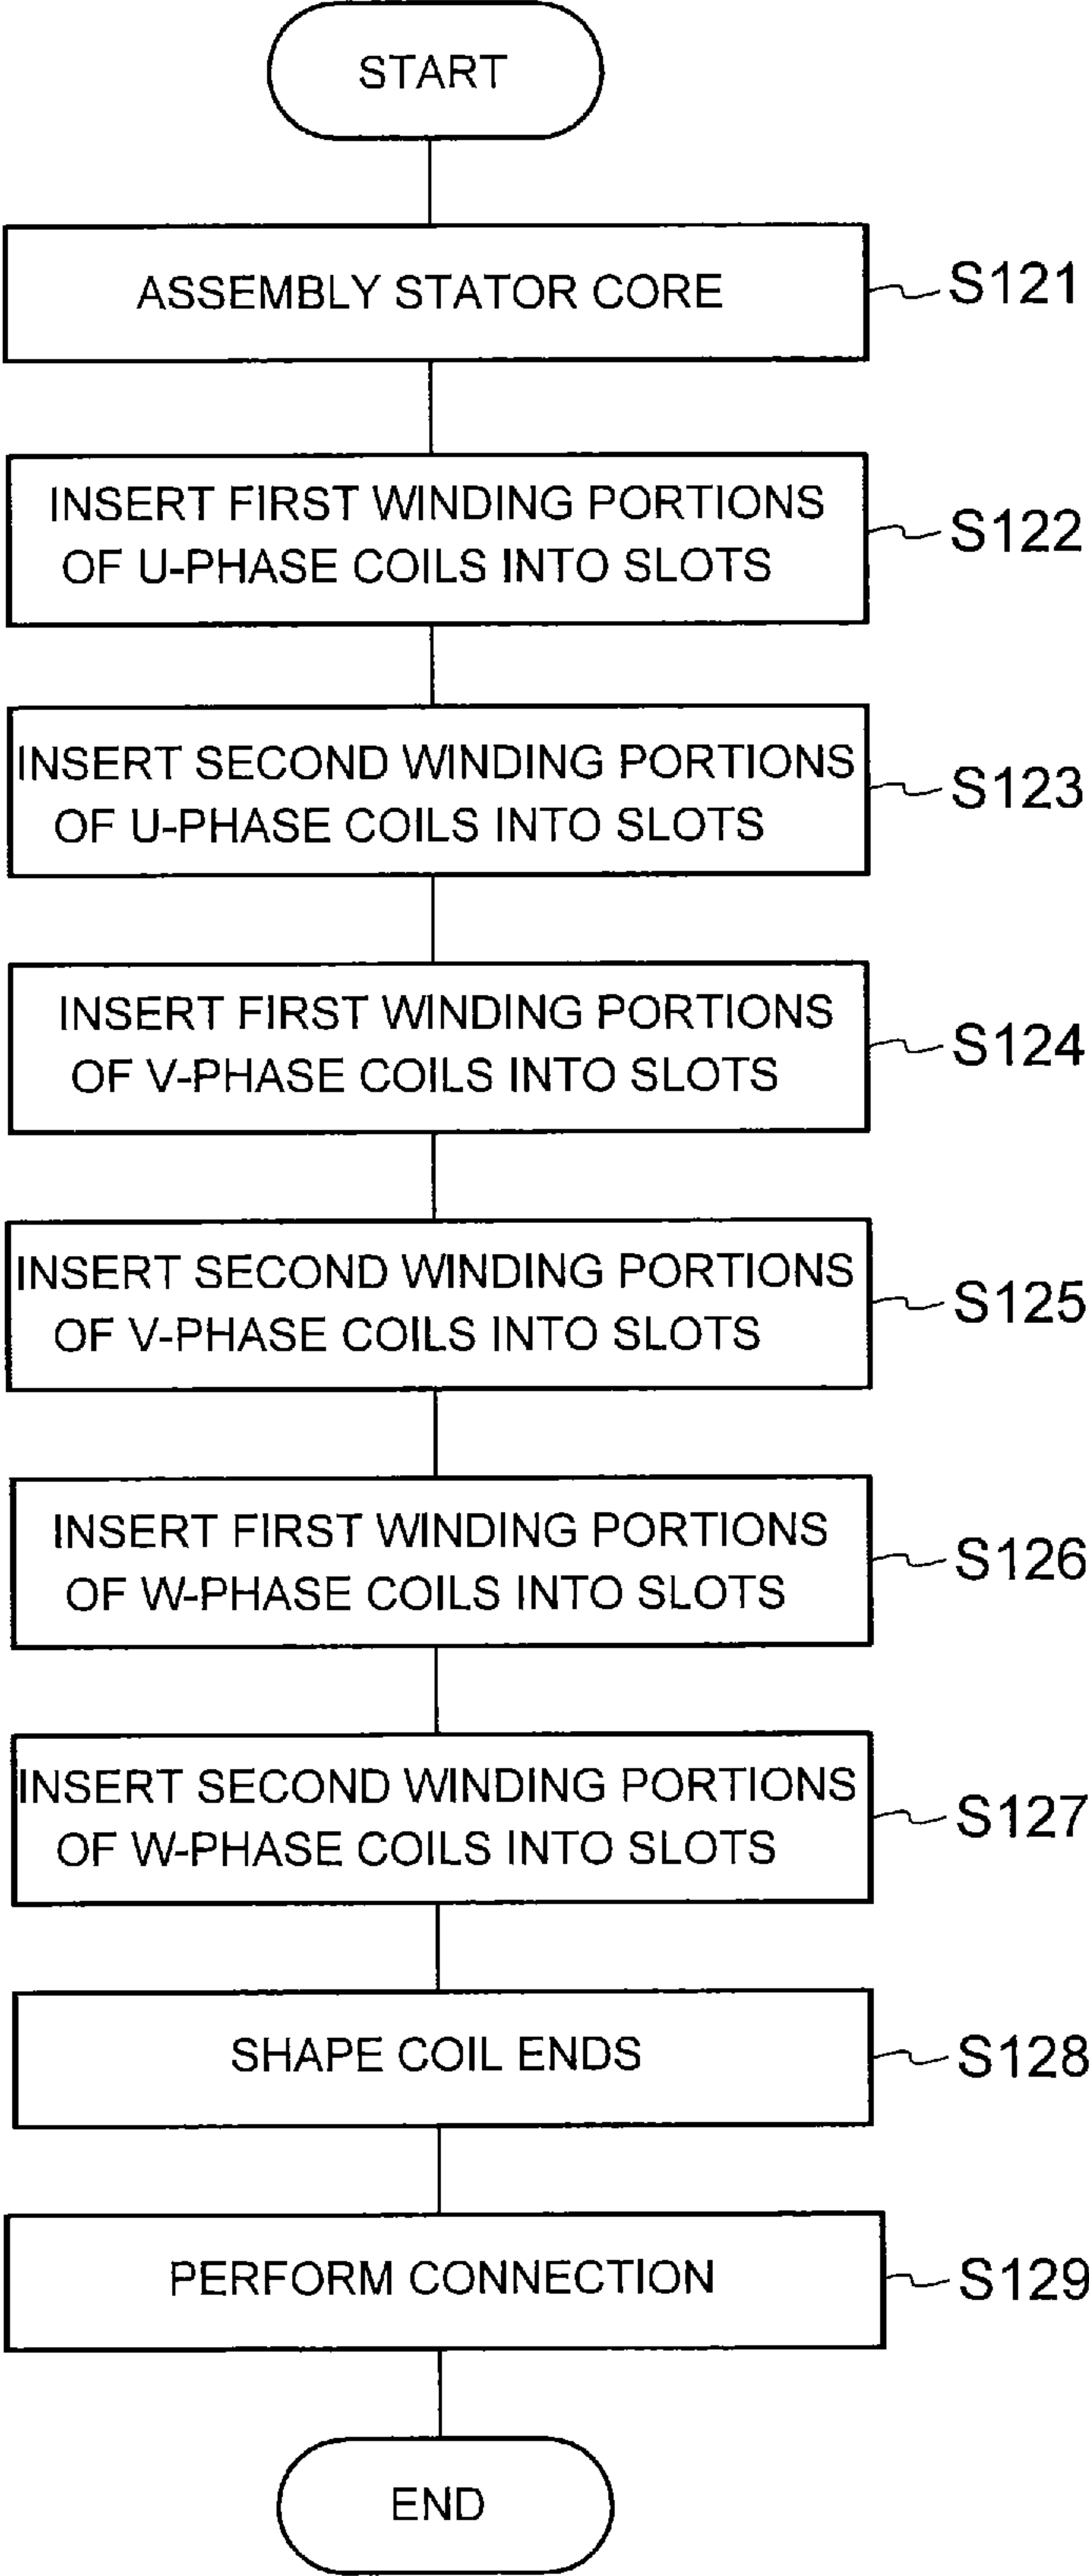 START
ASSEMBLY STATOR CORE
S121
INSERT FIRST WINDING PORTIONS
OF U-PHASE COILS INTO SLOTS
S122
INSERT SECOND WINDING PORTIONS
OF U-PHASE COILS INTO SLOTS
S123
INSERT FIRST WINDING PORTIONS
OF V-PHASE COILS INTO SLOTS
S124
INSERT SECOND WINDING PORTIONS
OF V-PHASE COILS INTO SLOTS
S125
INSERT FIRST WINDING PORTIONS
OF W-PHASE COILS INTO SLOTS
S126
INSERT SECOND WINDING PORTIONS
OF W-PHASE COILS INTO SLOTS
S127
SHAPE COIL ENDS
S128
PERFORM CONNECTION
S129
END